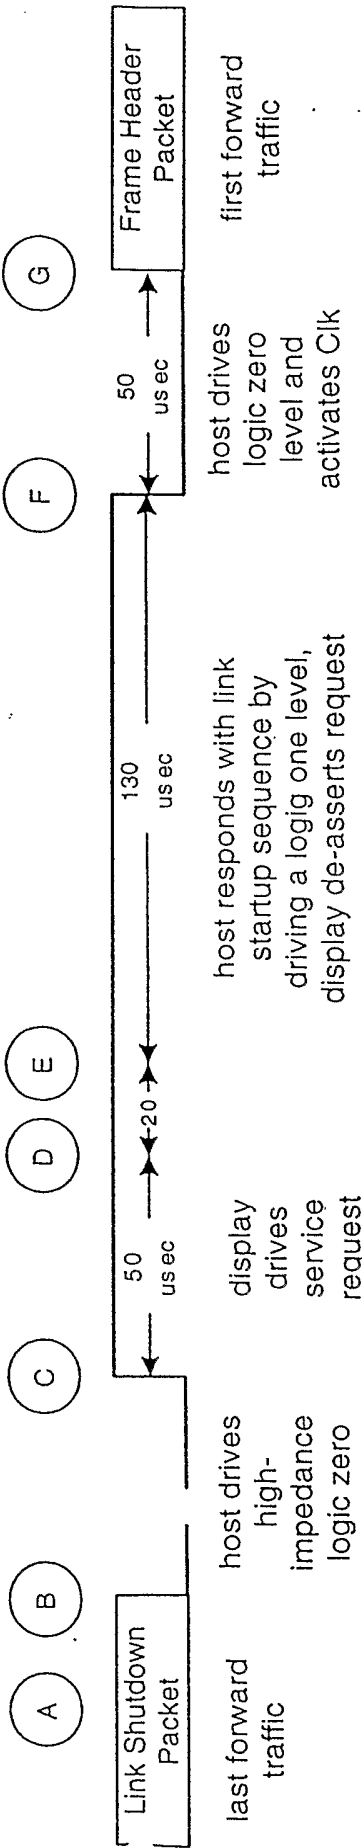 A
B
C
D
E
F
G
Link Shutdown
Packet
50
usec
20
130
usec
50
usec
Frame Header
Packet
last forward
traffic
host drives
high-
impedance
logic zero
display
drives
service
request
host responds with link
startup sequence by
driving a logig one level,
display de-asserts request
host drives
logic zero
level and
activates Clk
first forward
traffic